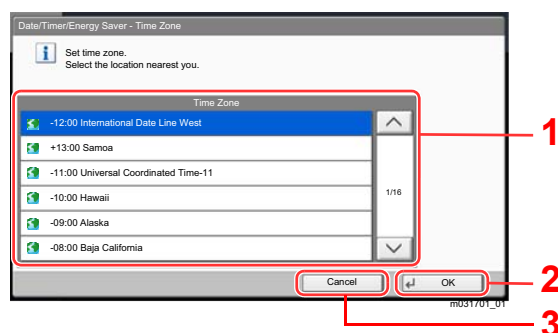 Date/Timer/Energy Saver - Time Zone
i
Set time zone.
Select the location nearest you.
Time Zone
-12:00 International Date Line West
+13:00 Samoa
-11:00 Universal Coordinated Time-11
-10:00 Hawaii
-09:00 Alaska
-08:00 Baja California
1/16
1
Cancel
OK
2
m031701_01
3